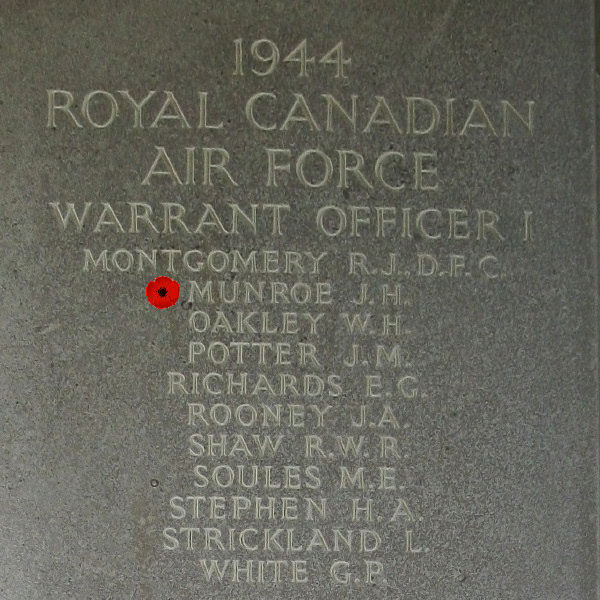 1944
ROYAL CANADIAN
AIR FORCE
WARRANT OFFICER I
MONTGOMERY R.J., D.F.C.
MUNROE J.H.
OAKLEY W.H.
POTTER J.M.
RICHARDS E.G.
ROONEY J.A.
SHAW R.W.R.
SOULES M.E.
STEPHEN H.A.
STRICKLAND L.
WHITE G.P.